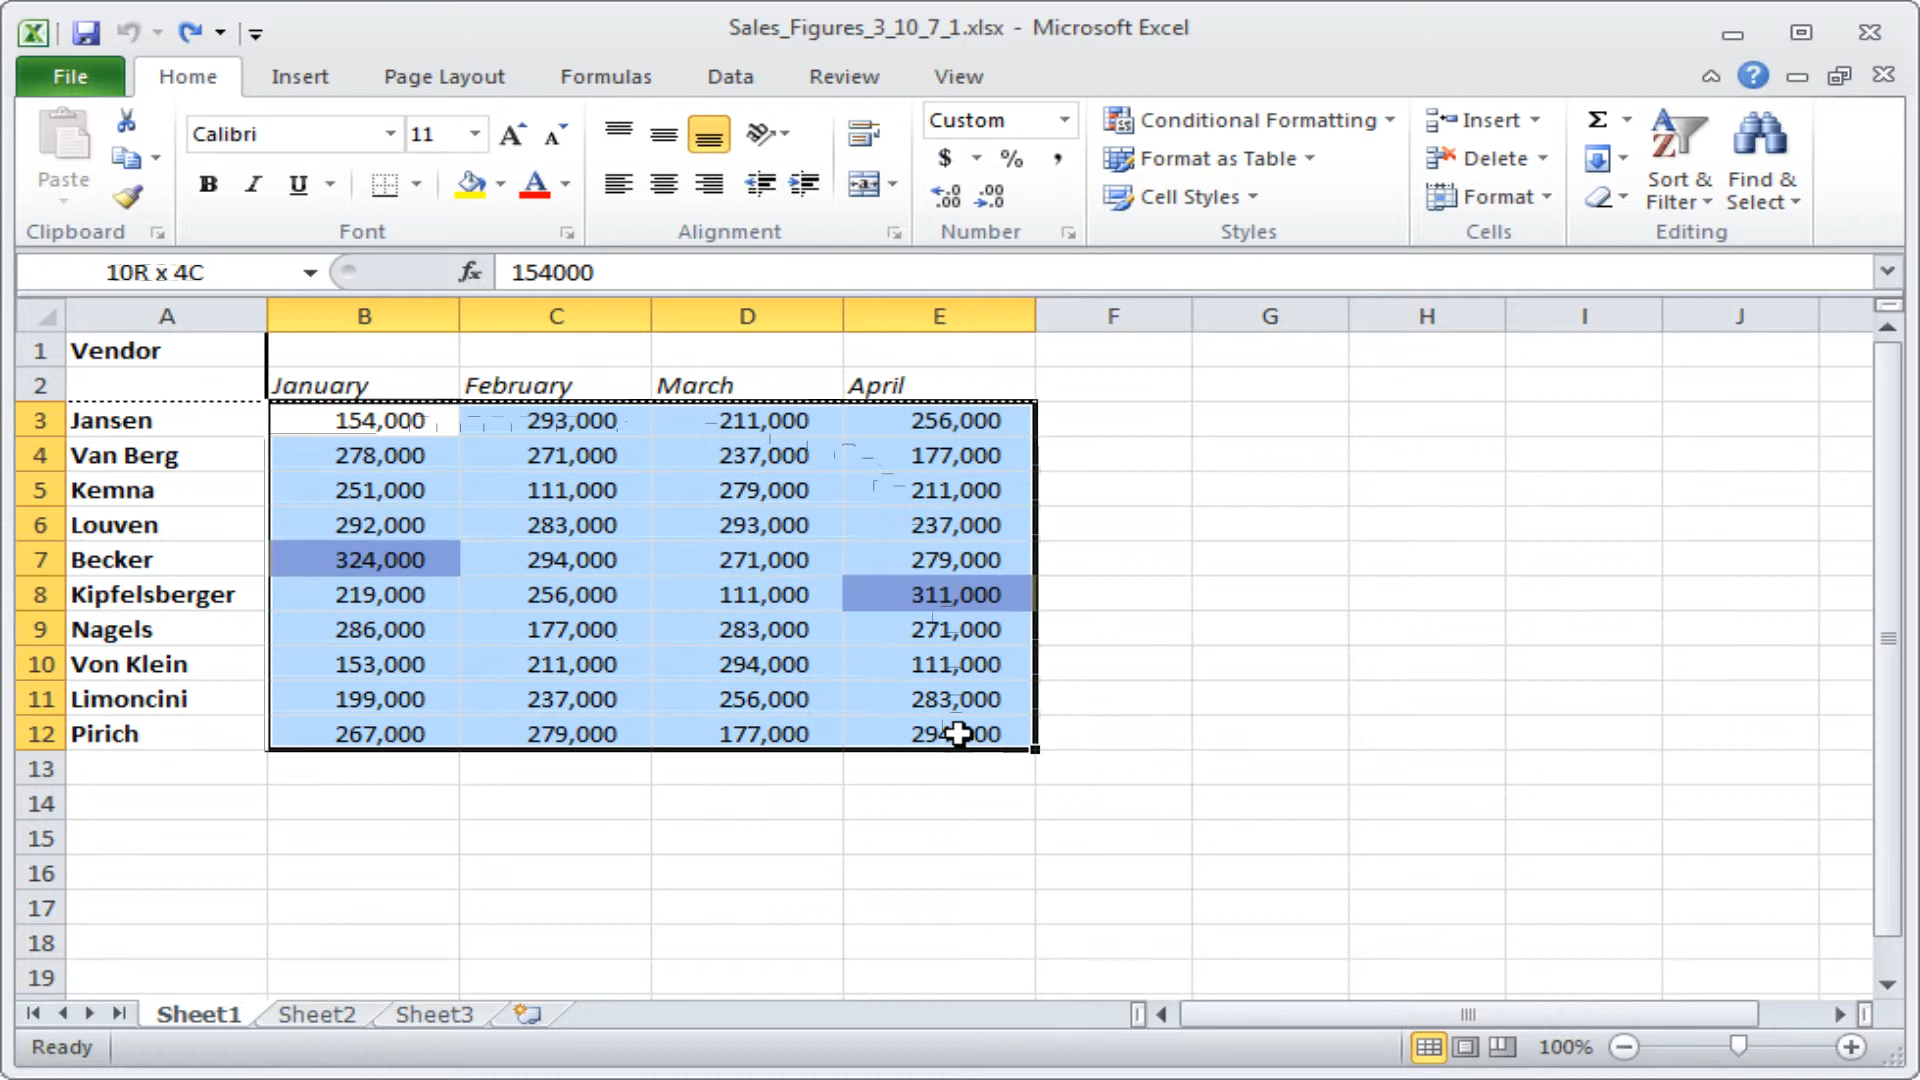 Sales_Figures_3_10_7_1.xlsx - Microsoft Excel
File Home Insert Page Layout Formulas Data Review View
Calibri 11 Custom Conditional Formatting Insert
Paste $ % Format as Table Delete Sort & Filter Find & Select
B I U A Cell Styles Format
Clipboard Font Alignment Number Styles Cells Editing
10R x 4C fx 154000
A B C D E F G H I J
1 Vendor
2 January February March April
3 Jansen 154,000 293,000 211,000 256,000
4 Van Berg 278,000 271,000 237,000 177,000
5 Kemna 251,000 111,000 279,000 211,000
6 Louven 292,000 283,000 293,000 237,000
7 Becker 324,000 294,000 271,000 279,000
8 Kipfelsberger 219,000 256,000 111,000 311,000
9 Nagels 286,000 177,000 283,000 271,000
10 Von Klein 153,000 211,000 294,000 111,000
11 Limoncini 199,000 237,000 256,000 283,000
12 Pirich 267,000 279,000 177,000
13
14
15
16
17
18
19
Sheet1 Sheet2 Sheet3
Ready 100%